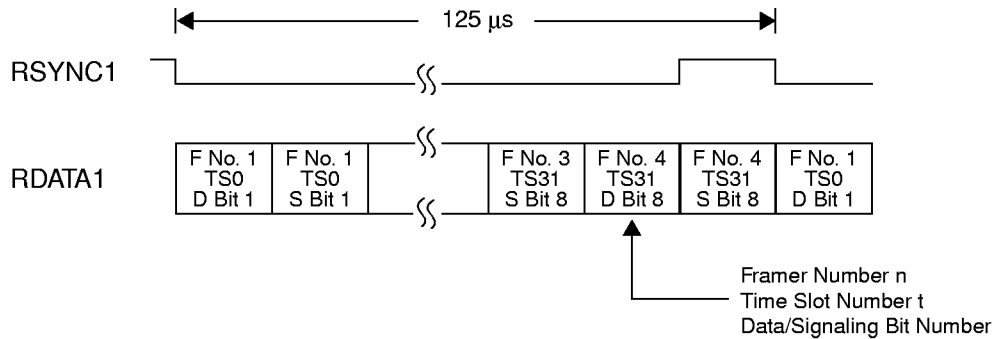 125 μs
RSYNC1
RDATA1
F No. 1
TS0
D Bit 1
F No. 1
TS0
S Bit 1
F No. 3
TS31
S Bit 8
F No. 4
TS31
D Bit 8
F No. 4
TS31
S Bit 8
F No. 1
TS0
D Bit 1
Framer Number n
Time Slot Number t
Data/Signaling Bit Number